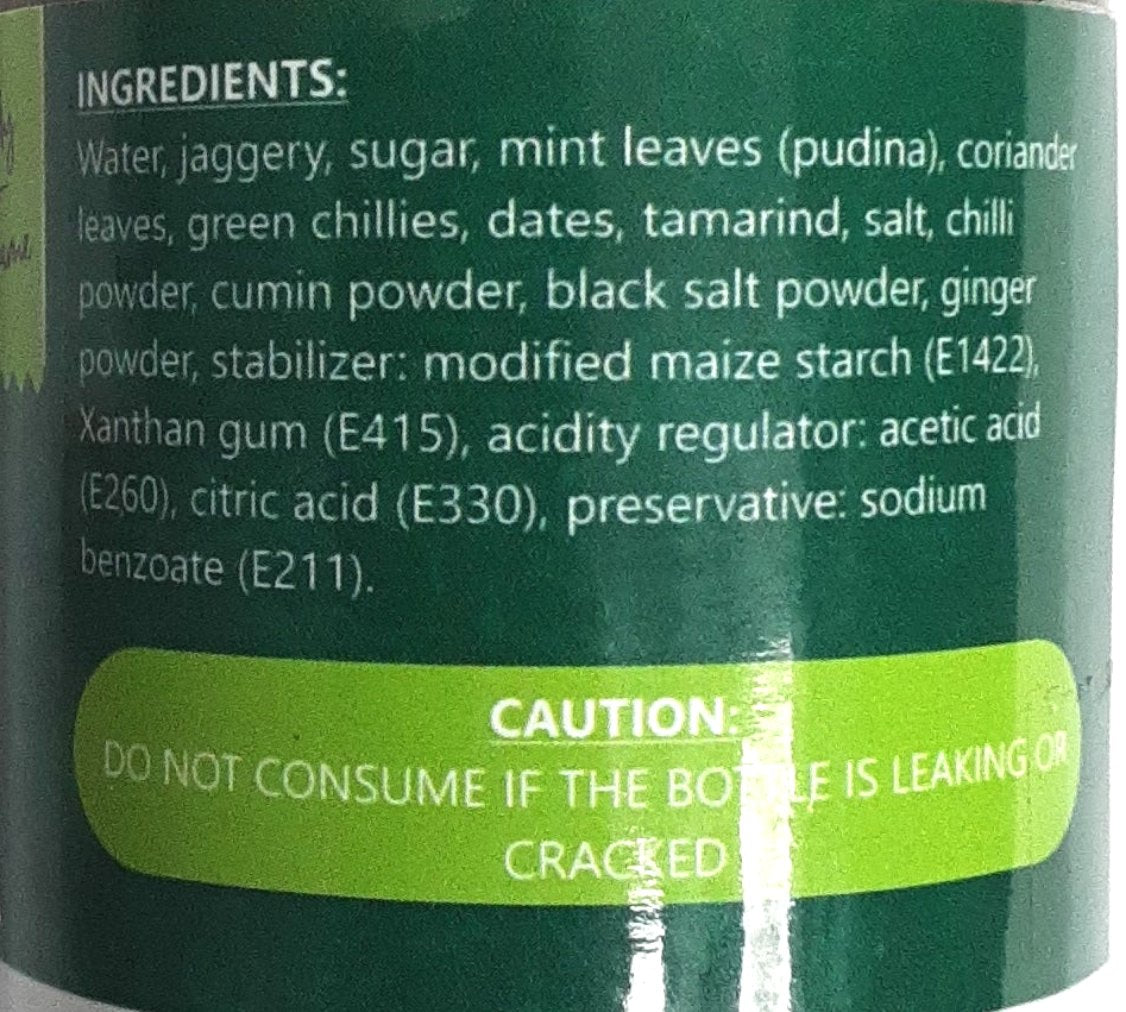 INGREDIENTS:
Water, jaggery, sugar, mint leaves (pudina), coriander
leaves, green chillies, dates, tamarind, salt, chilli
powder, cumin powder, black salt powder, ginger
powder, stabilizer: modified maize starch (E1422),
Xanthan gum (E415), acidity regulator: acetic acid
(E260), citric acid (E330), preservative: sodium
benzoate (E211).
CAUTION:
DO NOT CONSUME IF THE BOTTLE IS LEAKING OR
CRACKED